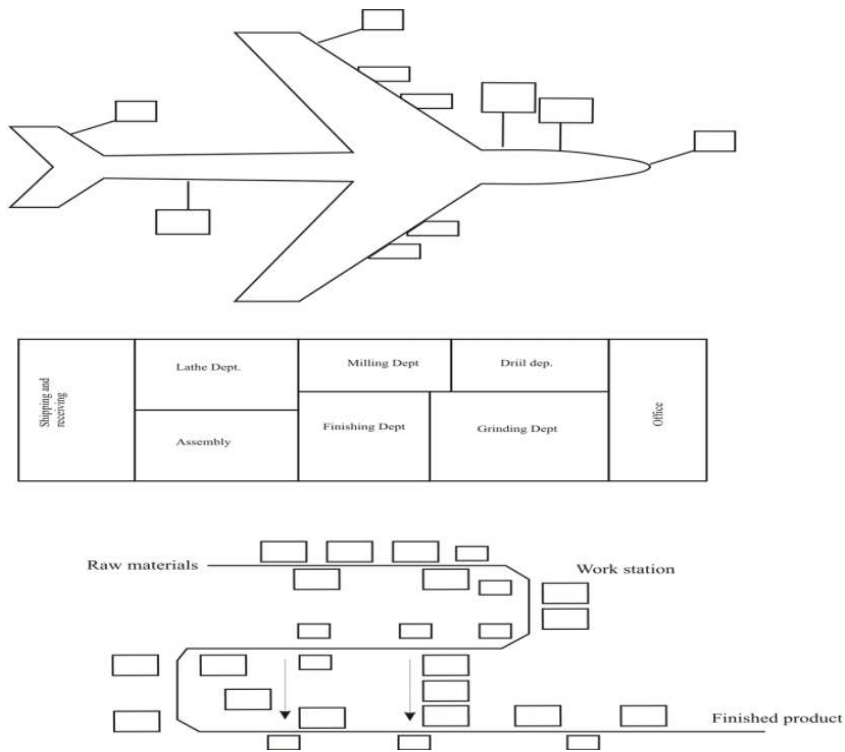 Shipping and
receiving
Lathe Dept.
Milling Dept
Driil dep.
Assembly
Finishing Dept
Grinding Dept
Office
Raw materials
Work station
Finished product